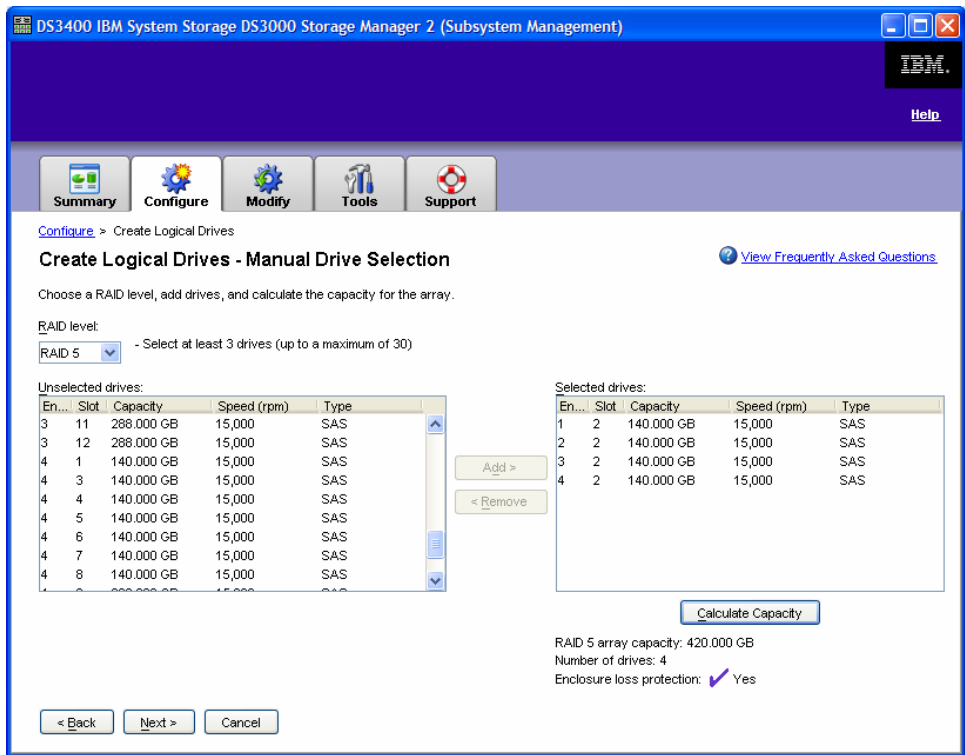 DS3400 IBM System Storage DS3000 Storage Manager 2 (Subsystem Management)
IBM.
Help
Summary
Configure
Modify
Tools
Support
Configure > Create Logical Drives
Create Logical Drives - Manual Drive Selection
? View Frequently Asked Questions
Choose a RAID level, add drives, and calculate the capacity for the array.
RAID level:
RAID 5 - Select at least 3 drives (up to a maximum of 30)
Unselected drives:
En... Slot Capacity Speed (rpm) Type
3 11 288.000 GB 15,000 SAS
3 12 288.000 GB 15,000 SAS
4 1 140.000 GB 15,000 SAS
4 3 140.000 GB 15,000 SAS
4 4 140.000 GB 15,000 SAS
4 5 140.000 GB 15,000 SAS
4 6 140.000 GB 15,000 SAS
4 7 140.000 GB 15,000 SAS
4 8 140.000 GB 15,000 SAS
Add >
< Remove
Selected drives:
En... Slot Capacity Speed (rpm) Type
1 2 140.000 GB 15,000 SAS
2 2 140.000 GB 15,000 SAS
3 2 140.000 GB 15,000 SAS
4 2 140.000 GB 15,000 SAS
Calculate Capacity
RAID 5 array capacity: 420.000 GB
Number of drives: 4
Enclosure loss protection: Yes
< Back
Next >
Cancel